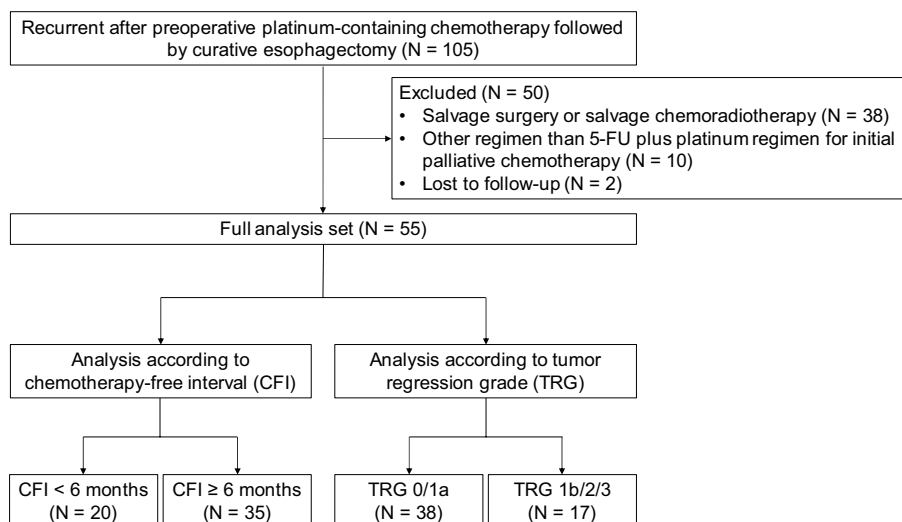 Recurrent after preoperative platinum-containing chemotherapy followed
by curative esophagectomy (N = 105)
Excluded (N = 50)
• Salvage surgery or salvage chemoradiotherapy (N = 38)
• Other regimen than 5-FU plus platinum regimen for initial
palliative chemotherapy (N = 10)
• Lost to follow-up (N = 2)
Full analysis set (N = 55)
Analysis according to
chemotherapy-free interval (CFI)
Analysis according to tumor
regression grade (TRG)
CFI < 6 months
(N = 20)
CFI ≥ 6 months
(N = 35)
TRG 0/1a
(N = 38)
TRG 1b/2/3
(N = 17)